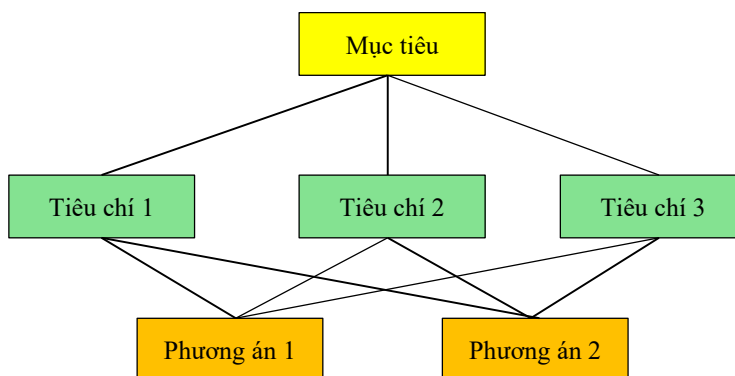 Mục tiêu
Tiêu chí 1
Tiêu chí 2
Tiêu chí 3
Phương án 1
Phương án 2